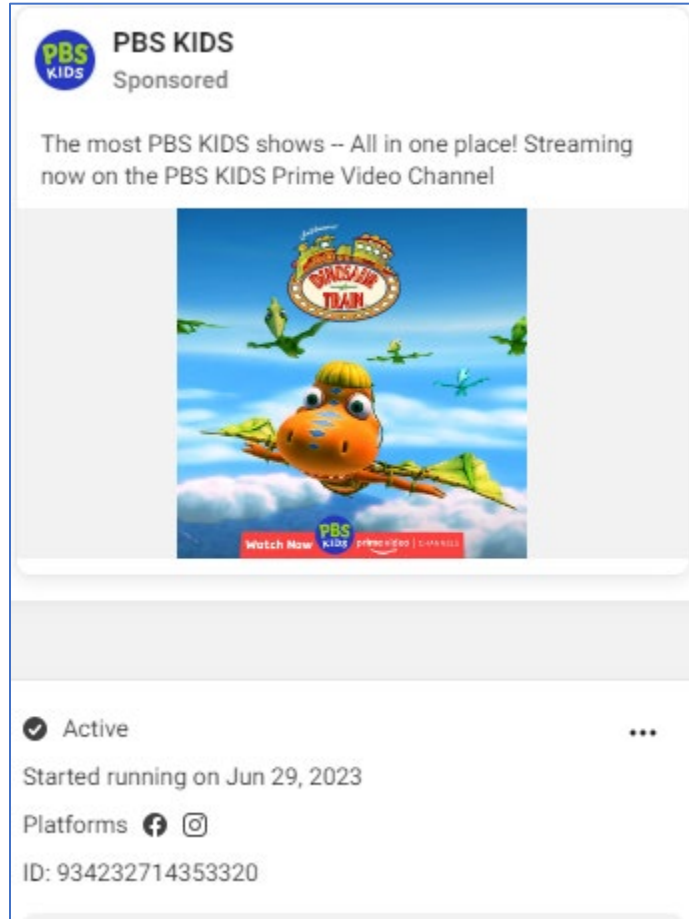 PBS KIDS
PBS
KIDS
Sponsored
The most PBS KIDS shows -- All in one place! Streaming
now on the PBS KIDS Prime Video Channel
DINOSAUR
TRAIN
Watch Now PBS KIDS prime video | CHANNELS
Active
Started running on Jun 29, 2023
Platforms
ID: 934232714353320